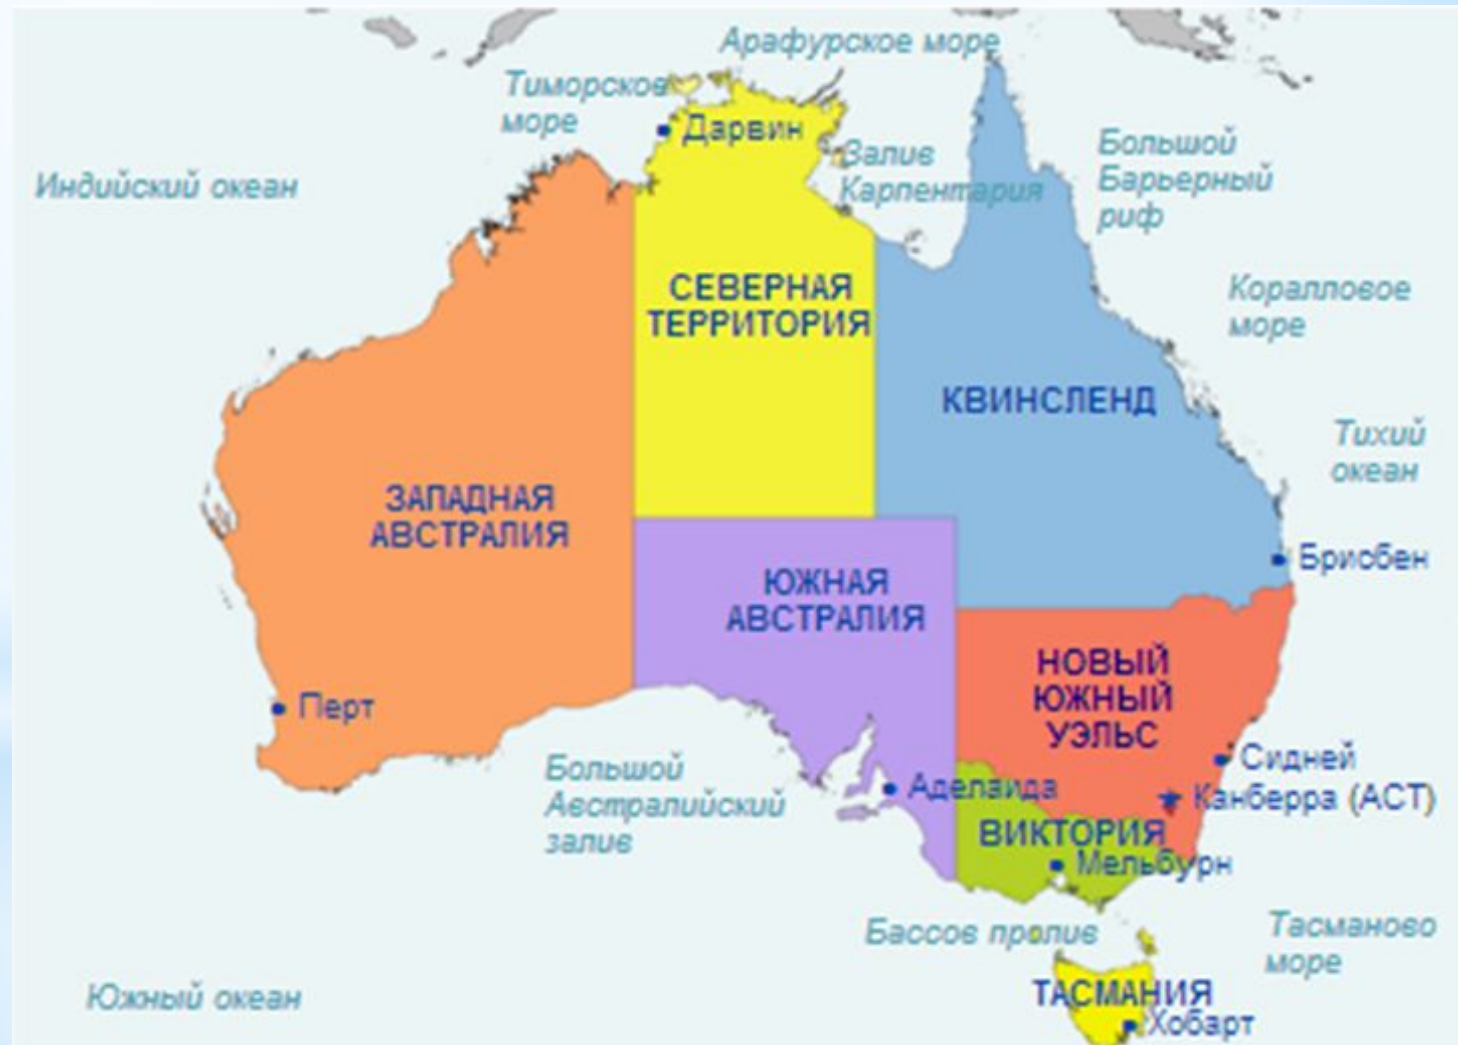 Арафурское море
Тиморское
море
Дарвин
Залив
Карпентария
Большой
Барьерный
риф
Индийский океан
СЕВЕРНАЯ
ТЕРРИТОРИЯ
Коралловое
море
КВИНСЛЕНД
Тихий
океан
ЗАПАДНАЯ
АВСТРАЛИЯ
Брисбен
ЮЖНАЯ
АВСТРАЛИЯ
НОВЫЙ
ЮЖНЫЙ
УЭЛЬС
Перт
Сидней
Большой
Австралийский
залив
Аделаида
Канберра (АСТ)
ВИКТОРИЯ
Мельбурн
Бассов пролив
Тасманово
море
Южный океан
ТАСМАНИЯ
Хобарт